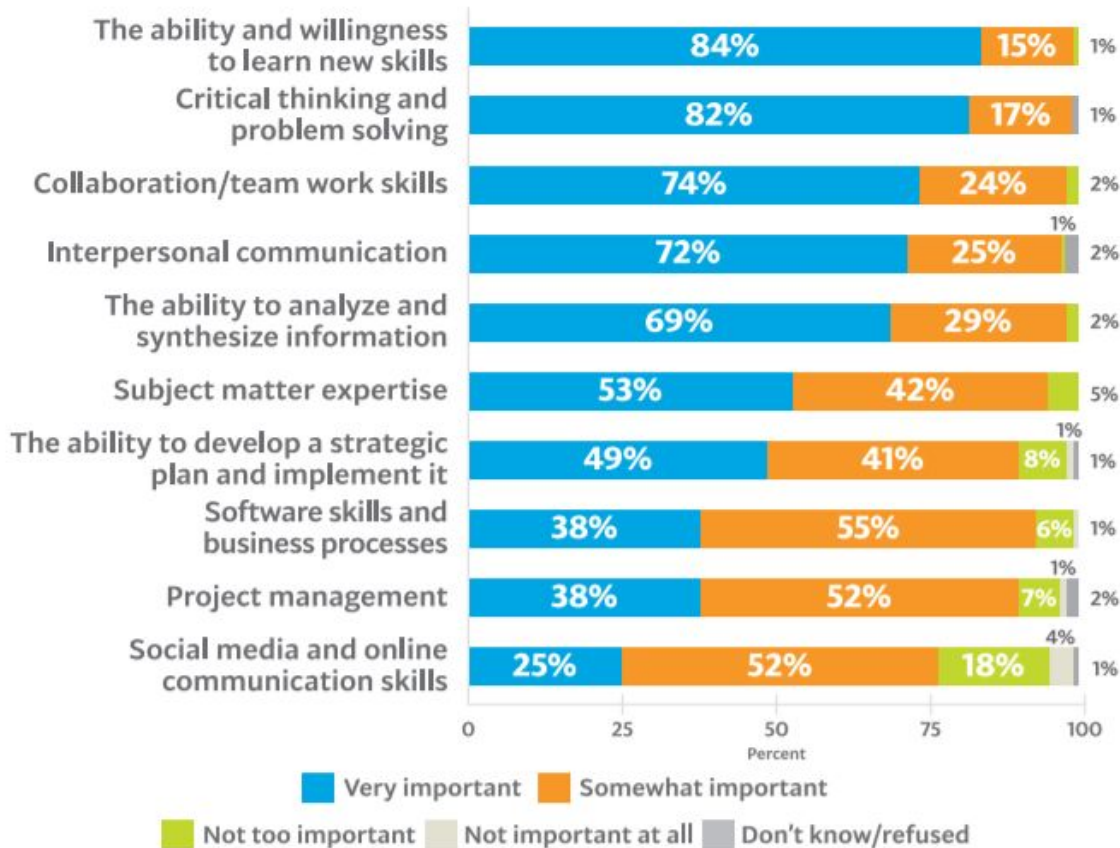 The ability and willingness
to learn new skills
84%
15%
1%
Critical thinking and
problem solving
82%
17%
1%
Collaboration/team work skills
74%
24%
2%
1%
Interpersonal communication
72%
25%
2%
The ability to analyze and
synthesize information
69%
29%
2%
Subject matter expertise
53%
42%
5%
1%
The ability to develop a strategic
plan and implement it
49%
41%
8%
1%
Software skills and
business processes
38%
55%
6%
1%
1%
Project management
38%
52%
7%
2%
4%
Social media and online
communication skills
25%
52%
18%
1%
0
25
50
75
100
Percent
Very important
Somewhat important
Not too important
Not important at all
Don't know/refused